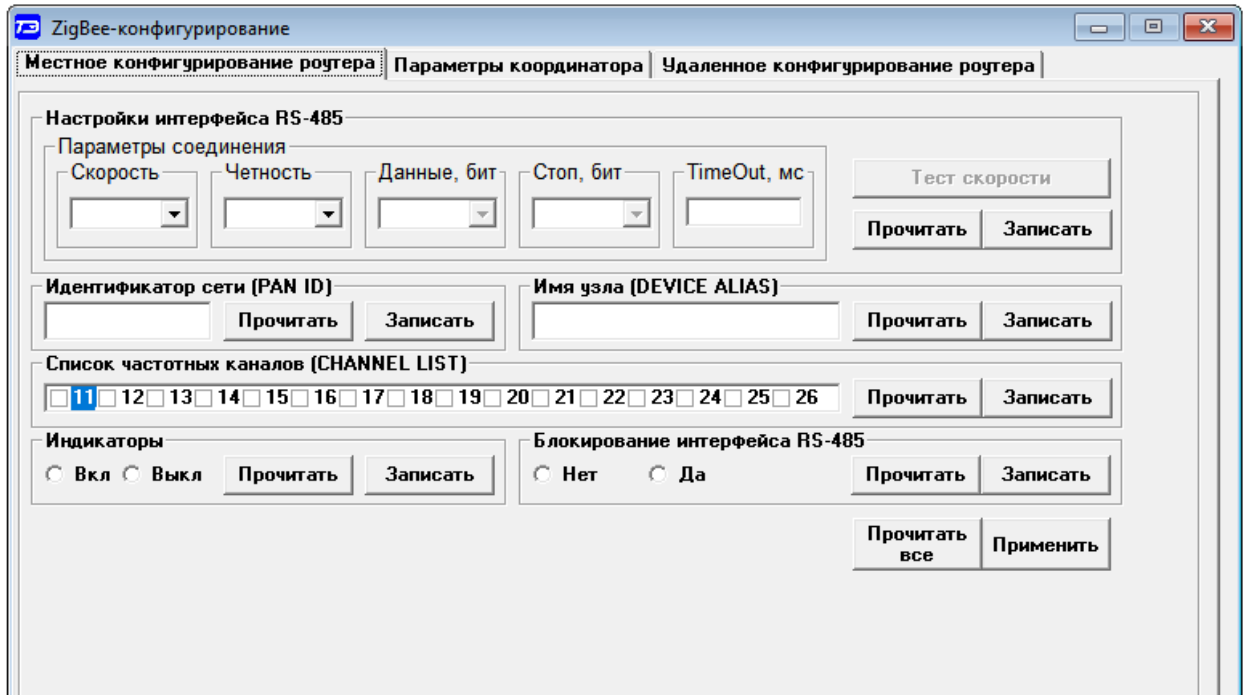 ТЭ ZigBee-конфигурирование
Местное конфигурирование роутера Параметры координатора Удаленное конфигурирование роутера
Настройки интерфейса RS-485
Параметры соединения
Скорость Четность Данные, бит Стоп, бит TimeOut, мс
Тест скорости
Прочитать Записать
Идентификатор сети (PAN ID) Имя узла (DEVICE ALIAS)
Прочитать Записать Прочитать Записать
Список частотных каналов (CHANNEL LIST)
11 12 13 14 15 16 17 18 19 20 21 22 23 24 25 26 Прочитать Записать
Индикаторы Блокирование интерфейса RS-485
Вкл Выкл Прочитать Записать Нет Да Прочитать Записать
Прочитать все Применить